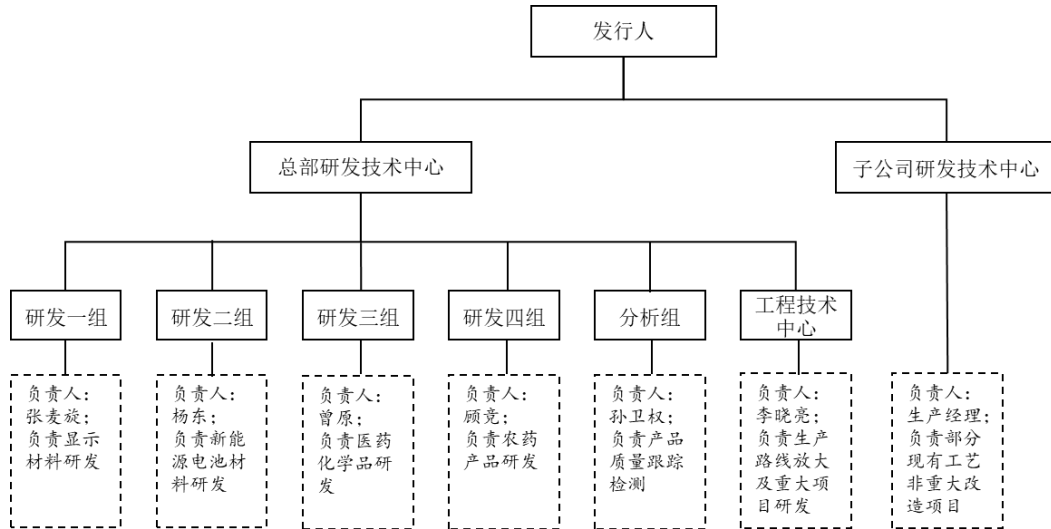 发行人
总部研发技术中心
子公司研发技术中心
研发一组
研发二组
研发三组
研发四组
分析组
工程技术
中心
负责人：
张麦旋；
负责显示
材料研发
负责人：
杨东；
负责新能
源电池材
料研发
负责人：
曾原；
负责医药
化学品研
发
负责人：
顾竞；
负责农药
产品研发
负责人：
孙卫权；
负责产品
质量跟踪
检测
负责人：
李晓亮；
负责生产
路线放大
及重大项
目研发
负责人：
生产经理；
负责部分
现有工艺
非重大改
造项目